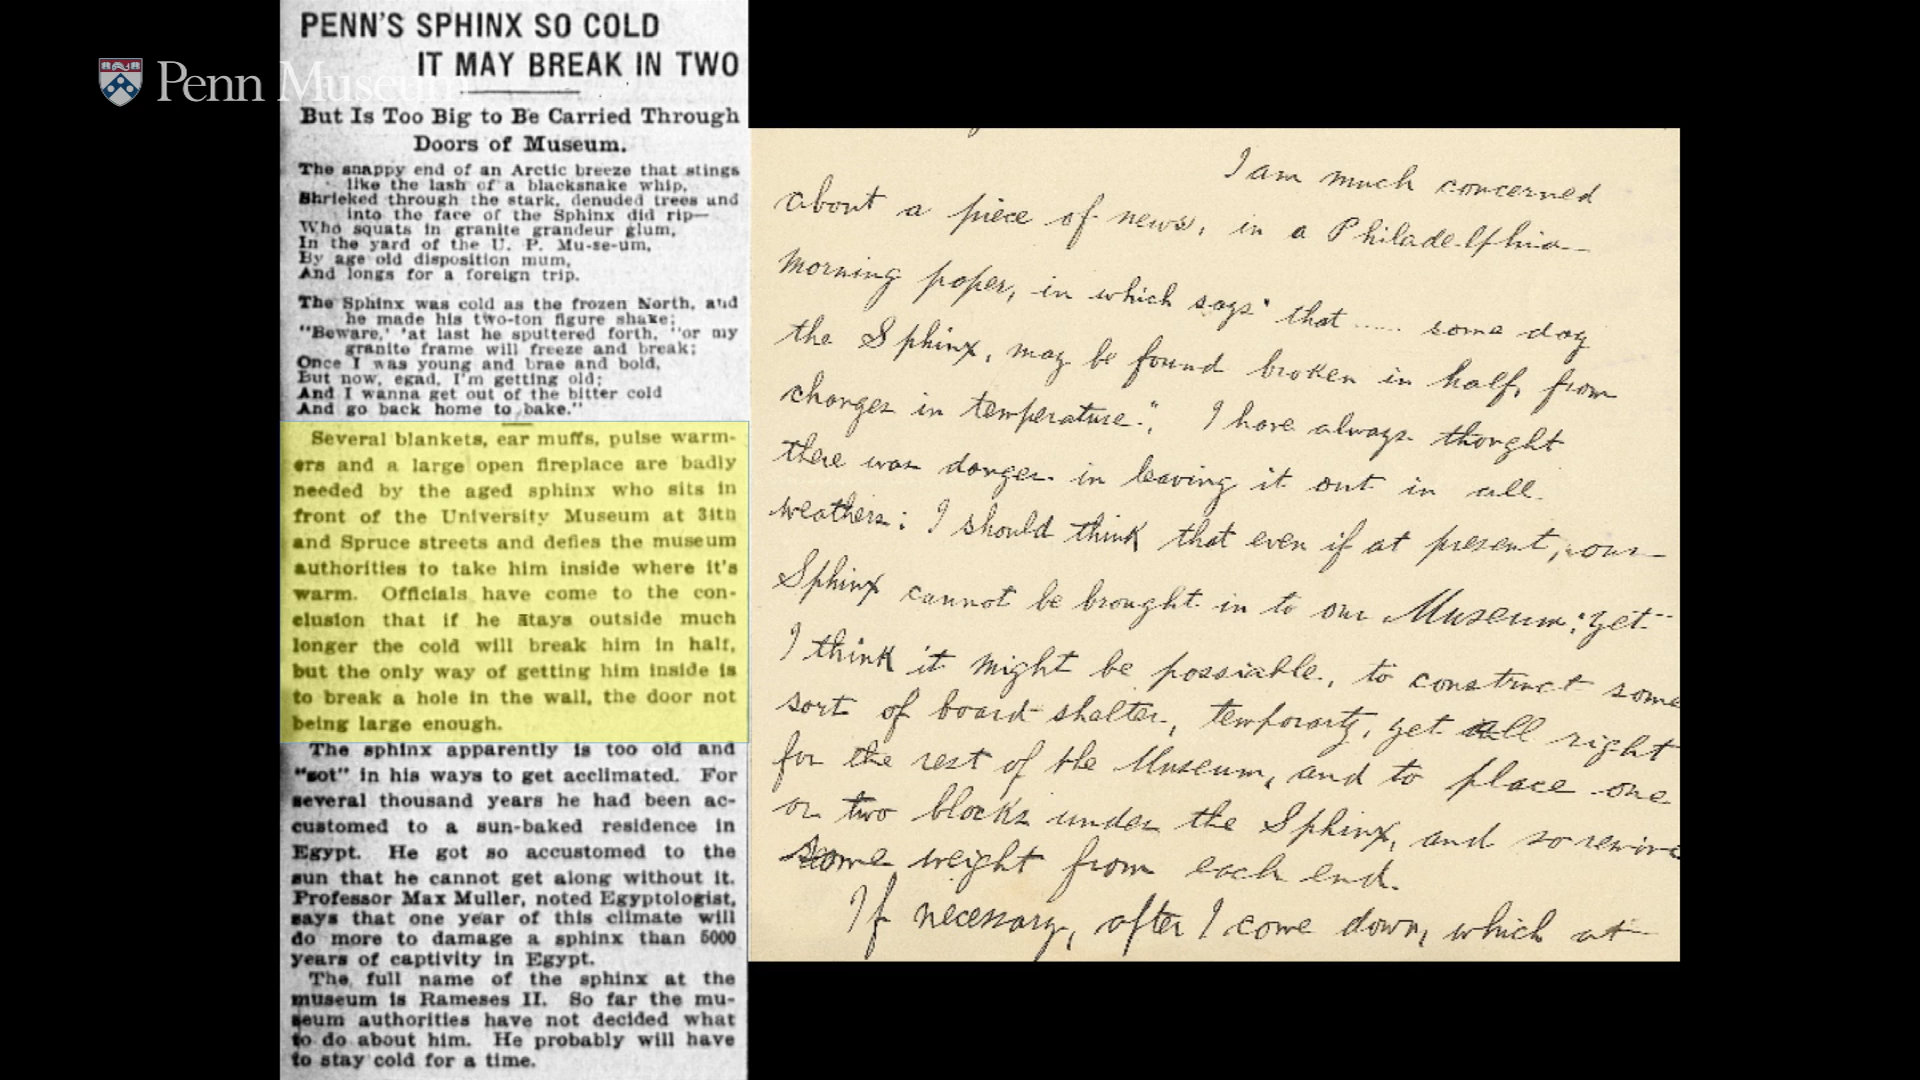 Penn Museum
PENN'S SPHINX SO COLD
IT MAY BREAK IN TWO
But Is Too Big to Be Carried Through
Doors of Museum.
The snappy end of an Arctic breeze that stings
like the lash of a blacksnake whip,
Shrieked through the stark, denuded trees and
into the face of the Sphinx did rip—
Who squats in granite grandeur glum,
In the yard of the U. P. Mu-se-um,
By age old disposition mum,
And longs for a foreign trip.
The Sphinx was cold as the frozen North, and
he made his two-ton figure shake;
"Beware,' 'at last he sputtered forth, "or my
granite frame will freeze and break;
Once I was young and brae and bold,
But now, egad, I'm getting old;
And I wanna get out of the bitter cold
And go back home to bake."
Several blankets, ear muffs, pulse warm-
ers and a large open fireplace are badly
needed by the aged sphinx who sits in
front of the University Museum at 34th
and Spruce streets and defies the museum
authorities to take him inside where it's
warm. Officials have come to the con-
clusion that if he stays outside much
longer the cold will break him in half,
but the only way of getting him inside is
to break a hole in the wall, the door not
being large enough.
The sphinx apparently is too old and
"sot" in his ways to get acclimated. For
several thousand years he had been ac-
customed to a sun-baked residence in
Egypt. He got so accustomed to the
sun that he cannot get along without it.
Professor Max Muller, noted Egyptologist,
says that one year of this climate will
do more to damage a sphinx than 5000
years of captivity in Egypt.
The full name of the sphinx at the
museum is Rameses II. So far the mu-
seum authorities have not decided what
to do about him. He probably will have
to stay cold for a time.
I am much concerned
about a piece of news, in a Philadelphia
morning paper, in which says "that ..... some day
the Sphinx, may be found broken in half, from
changes in temperature." I have always thought
there was danger in leaving it out in all
weathers: I should think that even if at present, our
Sphinx cannot be brought in to our Museum; yet
I think it might be possiable, to construct some
sort of board shelter, temporarty, yet all right
for the rest of the Museum, and to place one
or two blocks under the Sphinx, and so
some weight from each end.
If necessary, after I come down, which at